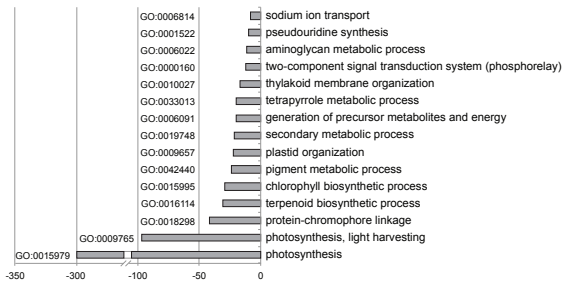 GO:0006814 sodium ion transport
GO:0001522 pseudouridine synthesis
GO:0006022 aminoglycan metabolic process
GO:0000160 two-component signal transduction system (phosphorelay)
GO:0010027 thylakoid membrane organization
GO:0033013 tetrapyrrole metabolic process
GO:0006091 generation of precursor metabolites and energy
GO:0019748 secondary metabolic process
GO:0009657 plastid organization
GO:0042440 pigment metabolic process
GO:0015995 chlorophyll biosynthetic process
GO:0016114 terpenoid biosynthetic process
GO:0018298 protein-chromophore linkage
GO:0009765 photosynthesis, light harvesting
GO:0015979 photosynthesis
-350 -300 -100 -50 0